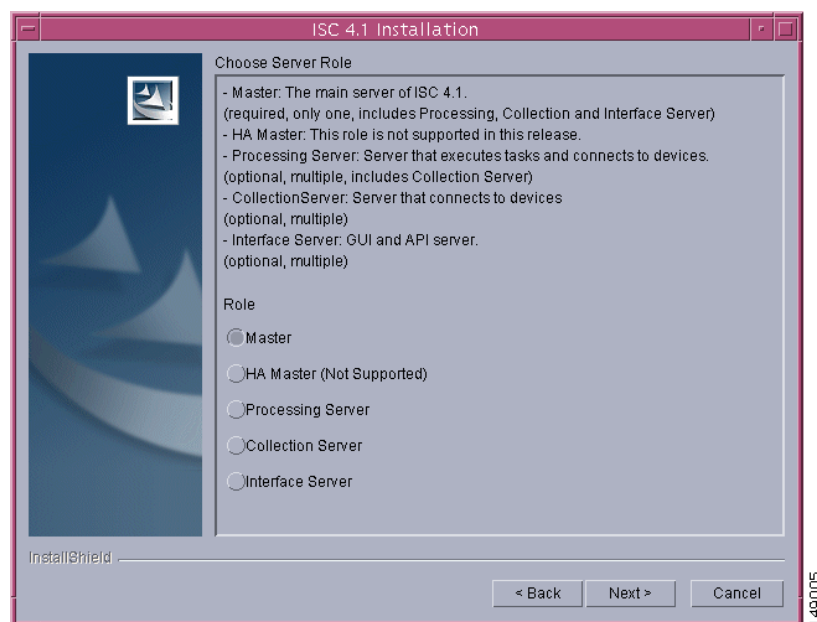 ISC 4.1 Installation
Choose Server Role
- Master: The main server of ISC 4.1.
(required, only one, includes Processing, Collection and Interface Server)
- HA Master: This role is not supported in this release.
- Processing Server: Server that executes tasks and connects to devices.
(optional, multiple, includes Collection Server)
- CollectionServer: Server that connects to devices
(optional, multiple)
- Interface Server: GUI and API server.
(optional, multiple)
Role
Master
HA Master (Not Supported)
Processing Server
Collection Server
Interface Server
InstallShield
< Back
Next >
Cancel